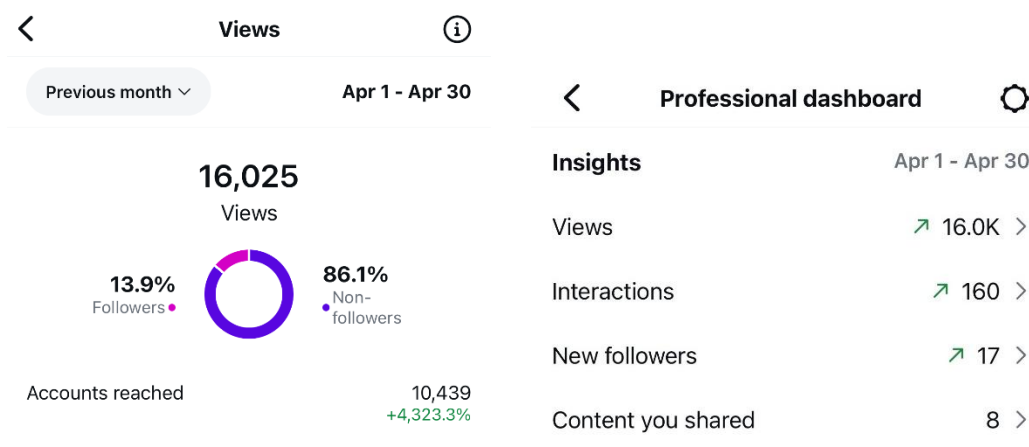 Views
Previous month
Apr 1 - Apr 30
16,025
Views
13.9%
Followers
86.1%
Non-
followers
Accounts reached
10,439
+4,323.3%
Professional dashboard
Insights
Apr 1 - Apr 30
Views
16.0K
Interactions
160
New followers
17
Content you shared
8